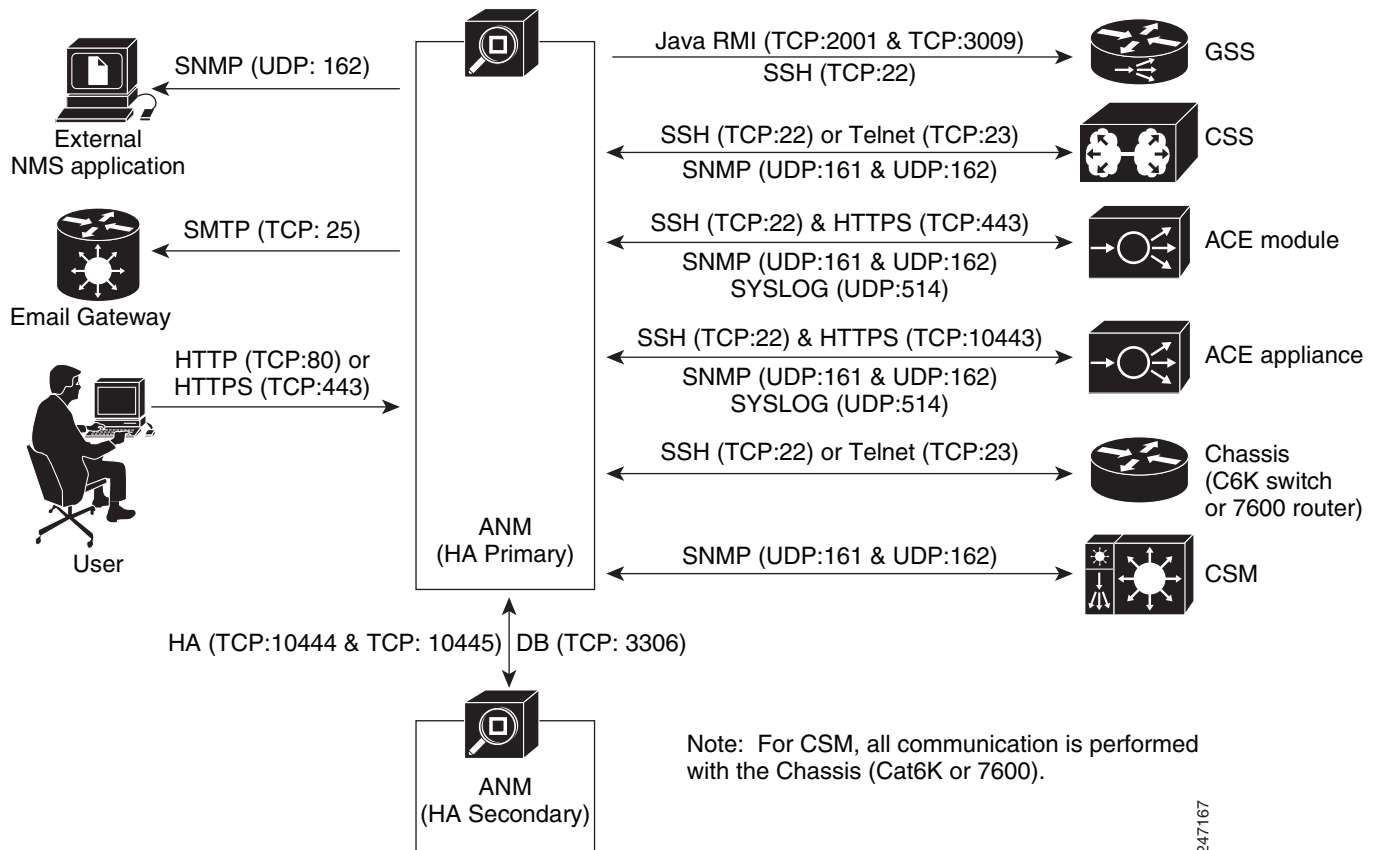 SNMP (UDP: 162)
External
NMS application
SMTP (TCP: 25)
Email Gateway
HTTP (TCP:80) or
HTTPS (TCP:443)
User
ANM
(HA Primary)
Java RMI (TCP:2001 & TCP:3009)
SSH (TCP:22)
GSS
SSH (TCP:22) or Telnet (TCP:23)
SNMP (UDP:161 & UDP:162)
CSS
SSH (TCP:22) & HTTPS (TCP:443)
SNMP (UDP:161 & UDP:162)
SYSLOG (UDP:514)
ACE module
SSH (TCP:22) & HTTPS (TCP:10443)
SNMP (UDP:161 & UDP:162)
SYSLOG (UDP:514)
ACE appliance
SSH (TCP:22) or Telnet (TCP:23)
Chassis
(C6K switch
or 7600 router)
SNMP (UDP:161 & UDP:162)
CSM
HA (TCP:10444 & TCP: 10445)
DB (TCP: 3306)
ANM
(HA Secondary)
Note: For CSM, all communication is performed
with the Chassis (Cat6K or 7600).
247167